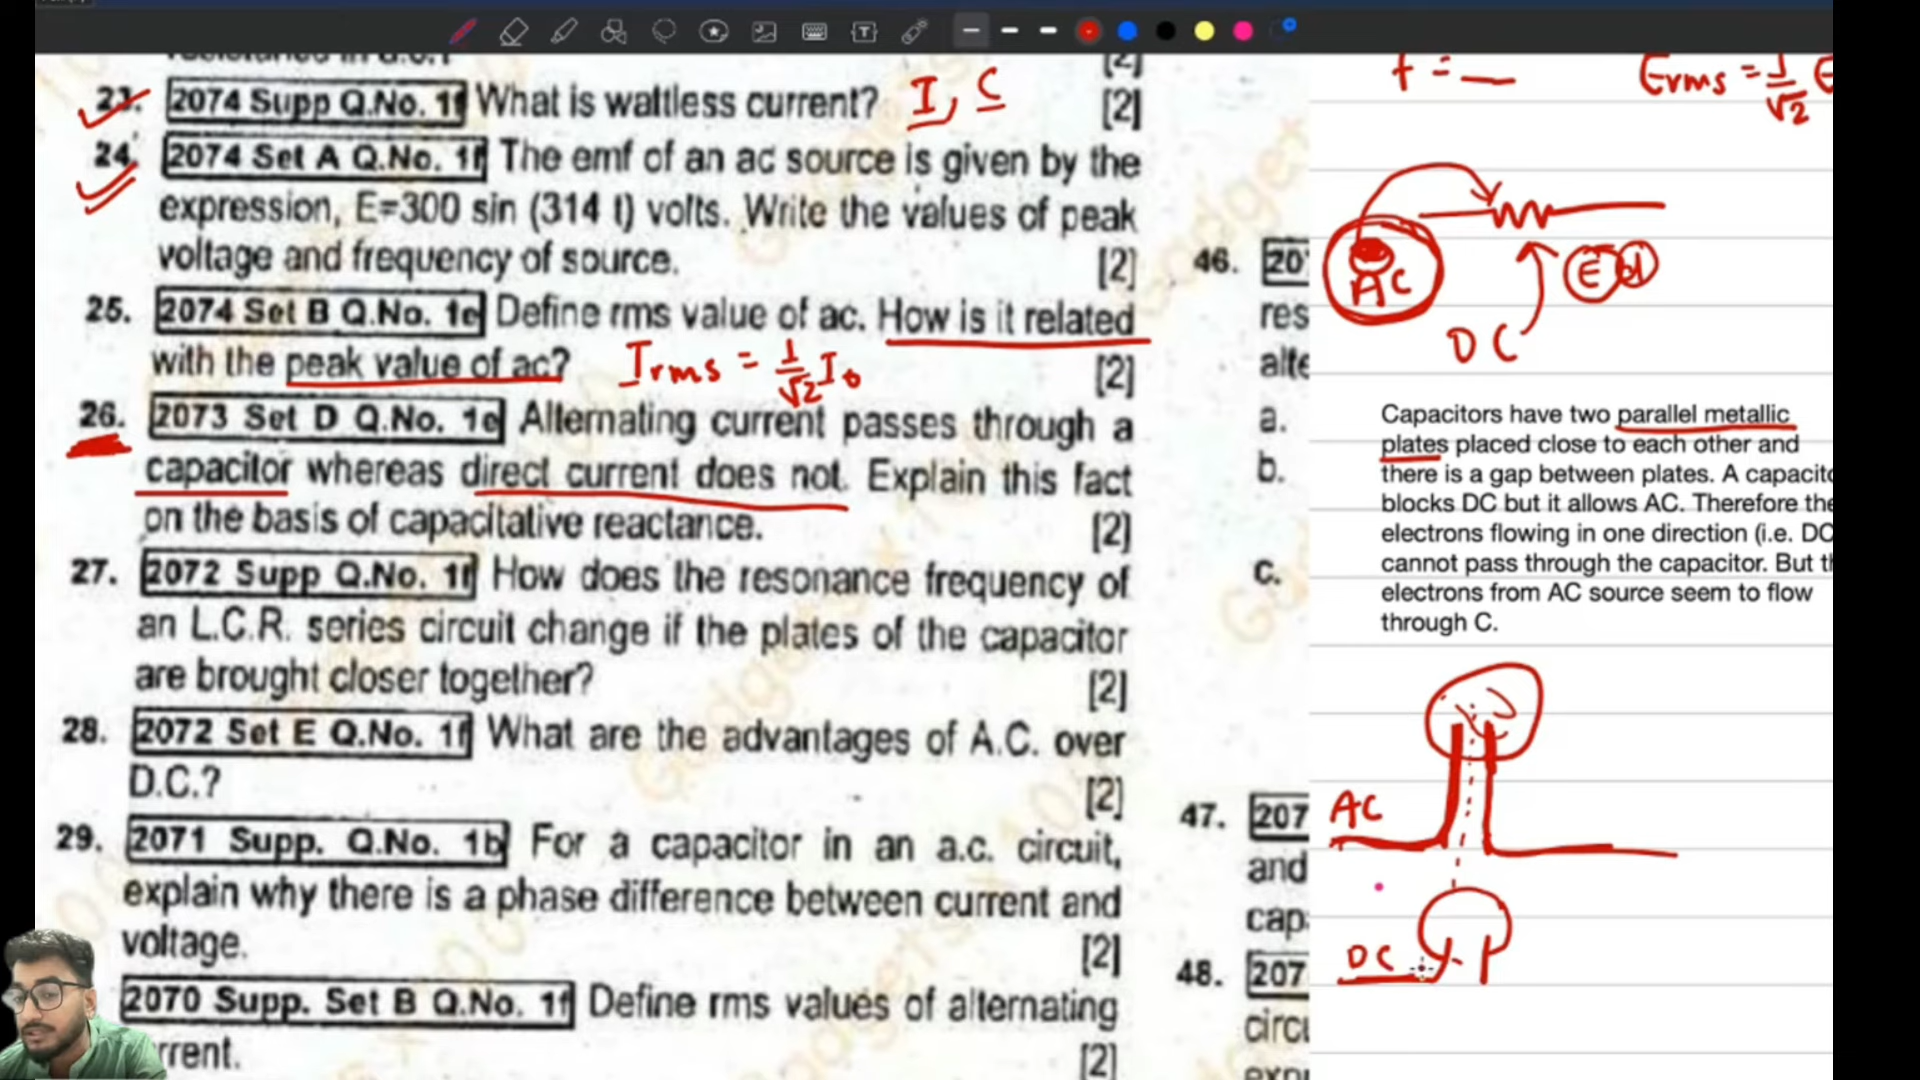 23. 2074 Supp Q.No. 1f What is wattless current? I, C [2]
24. 2074 Set A Q.No. 1f The emf of an ac source is given by the
expression, E=300 sin (314 t) volts. Write the values of peak
voltage and frequency of source. [2]
25. 2074 Set B Q.No. 1e Define rms value of ac. How is it related
with the peak value of ac? Irms = 1/√2 I₀ [2]
26. 2073 Set D Q.No. 1e Alternating current passes through a
capacitor whereas direct current does not. Explain this fact
on the basis of capacitative reactance. [2]
27. 2072 Supp Q.No. 1f How does the resonance frequency of
an L.C.R. series circuit change if the plates of the capacitor
are brought closer together? [2]
28. 2072 Set E Q.No. 1f What are the advantages of A.C. over
D.C.? [2]
29. 2071 Supp. Q.No. 1b For a capacitor in an a.c. circuit,
explain why there is a phase difference between current and
voltage. [2]
2070 Supp. Set B Q.No. 1f Define rms values of alternating
rrent. [2]
46. 20
res
alte
a.
b.
c.
47. 207
and
cap
48. 207
circu
f = __ Erms = 1/√2 E
AC
E d
DC
Capacitors have two parallel metallic
plates placed close to each other and
there is a gap between plates. A capacito
blocks DC but it allows AC. Therefore the
electrons flowing in one direction (i.e. DC
cannot pass through the capacitor. But th
electrons from AC source seem to flow
through C.
AC
DC